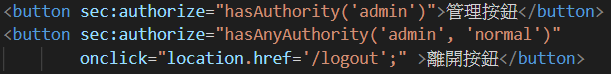 <button sec:authorize="hasAuthority('admin')">管理按鈕</button>
<button sec:authorize="hasAnyAuthority('admin', 'normal')"
onclick="location.href='/logout';" >離開按鈕</button>